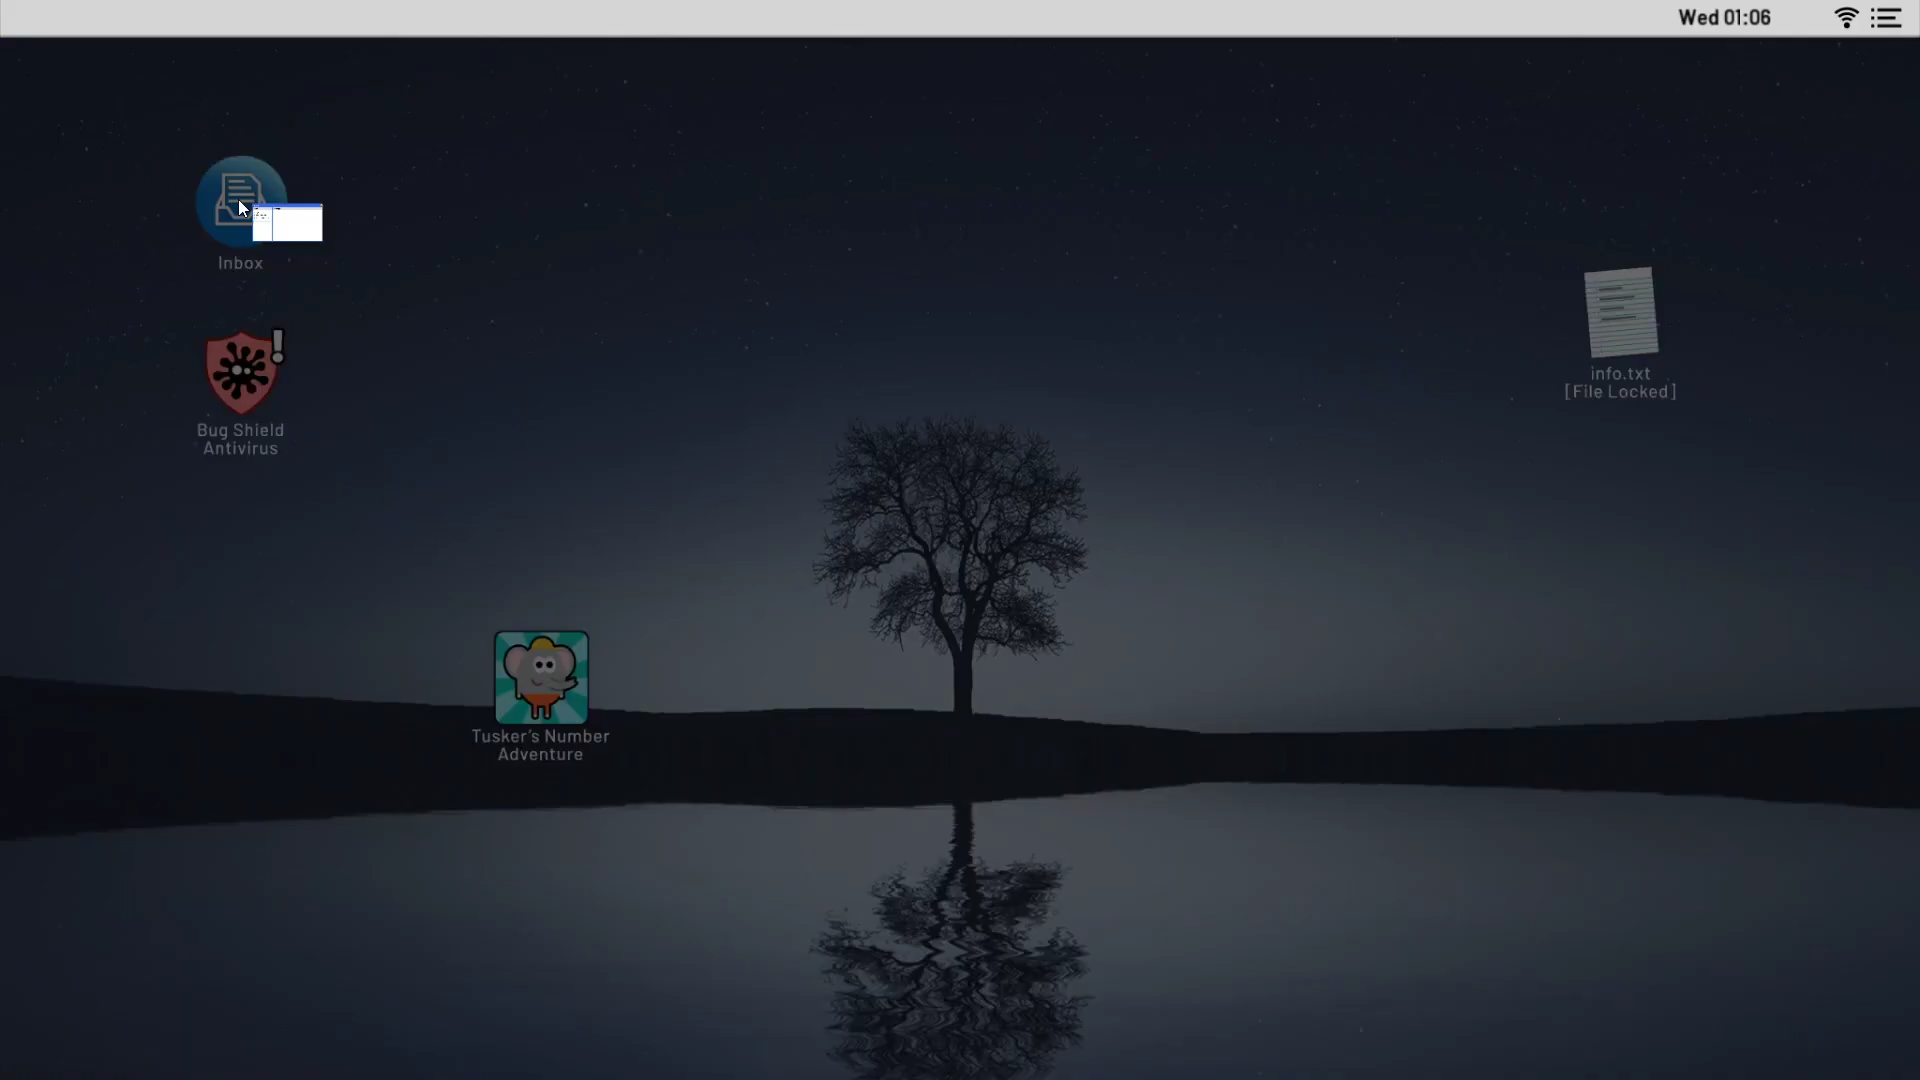 Wed 01:06
Inbox
info.txt
[File Locked]
Bug Shield
Antivirus
Tusker's Number
Adventure